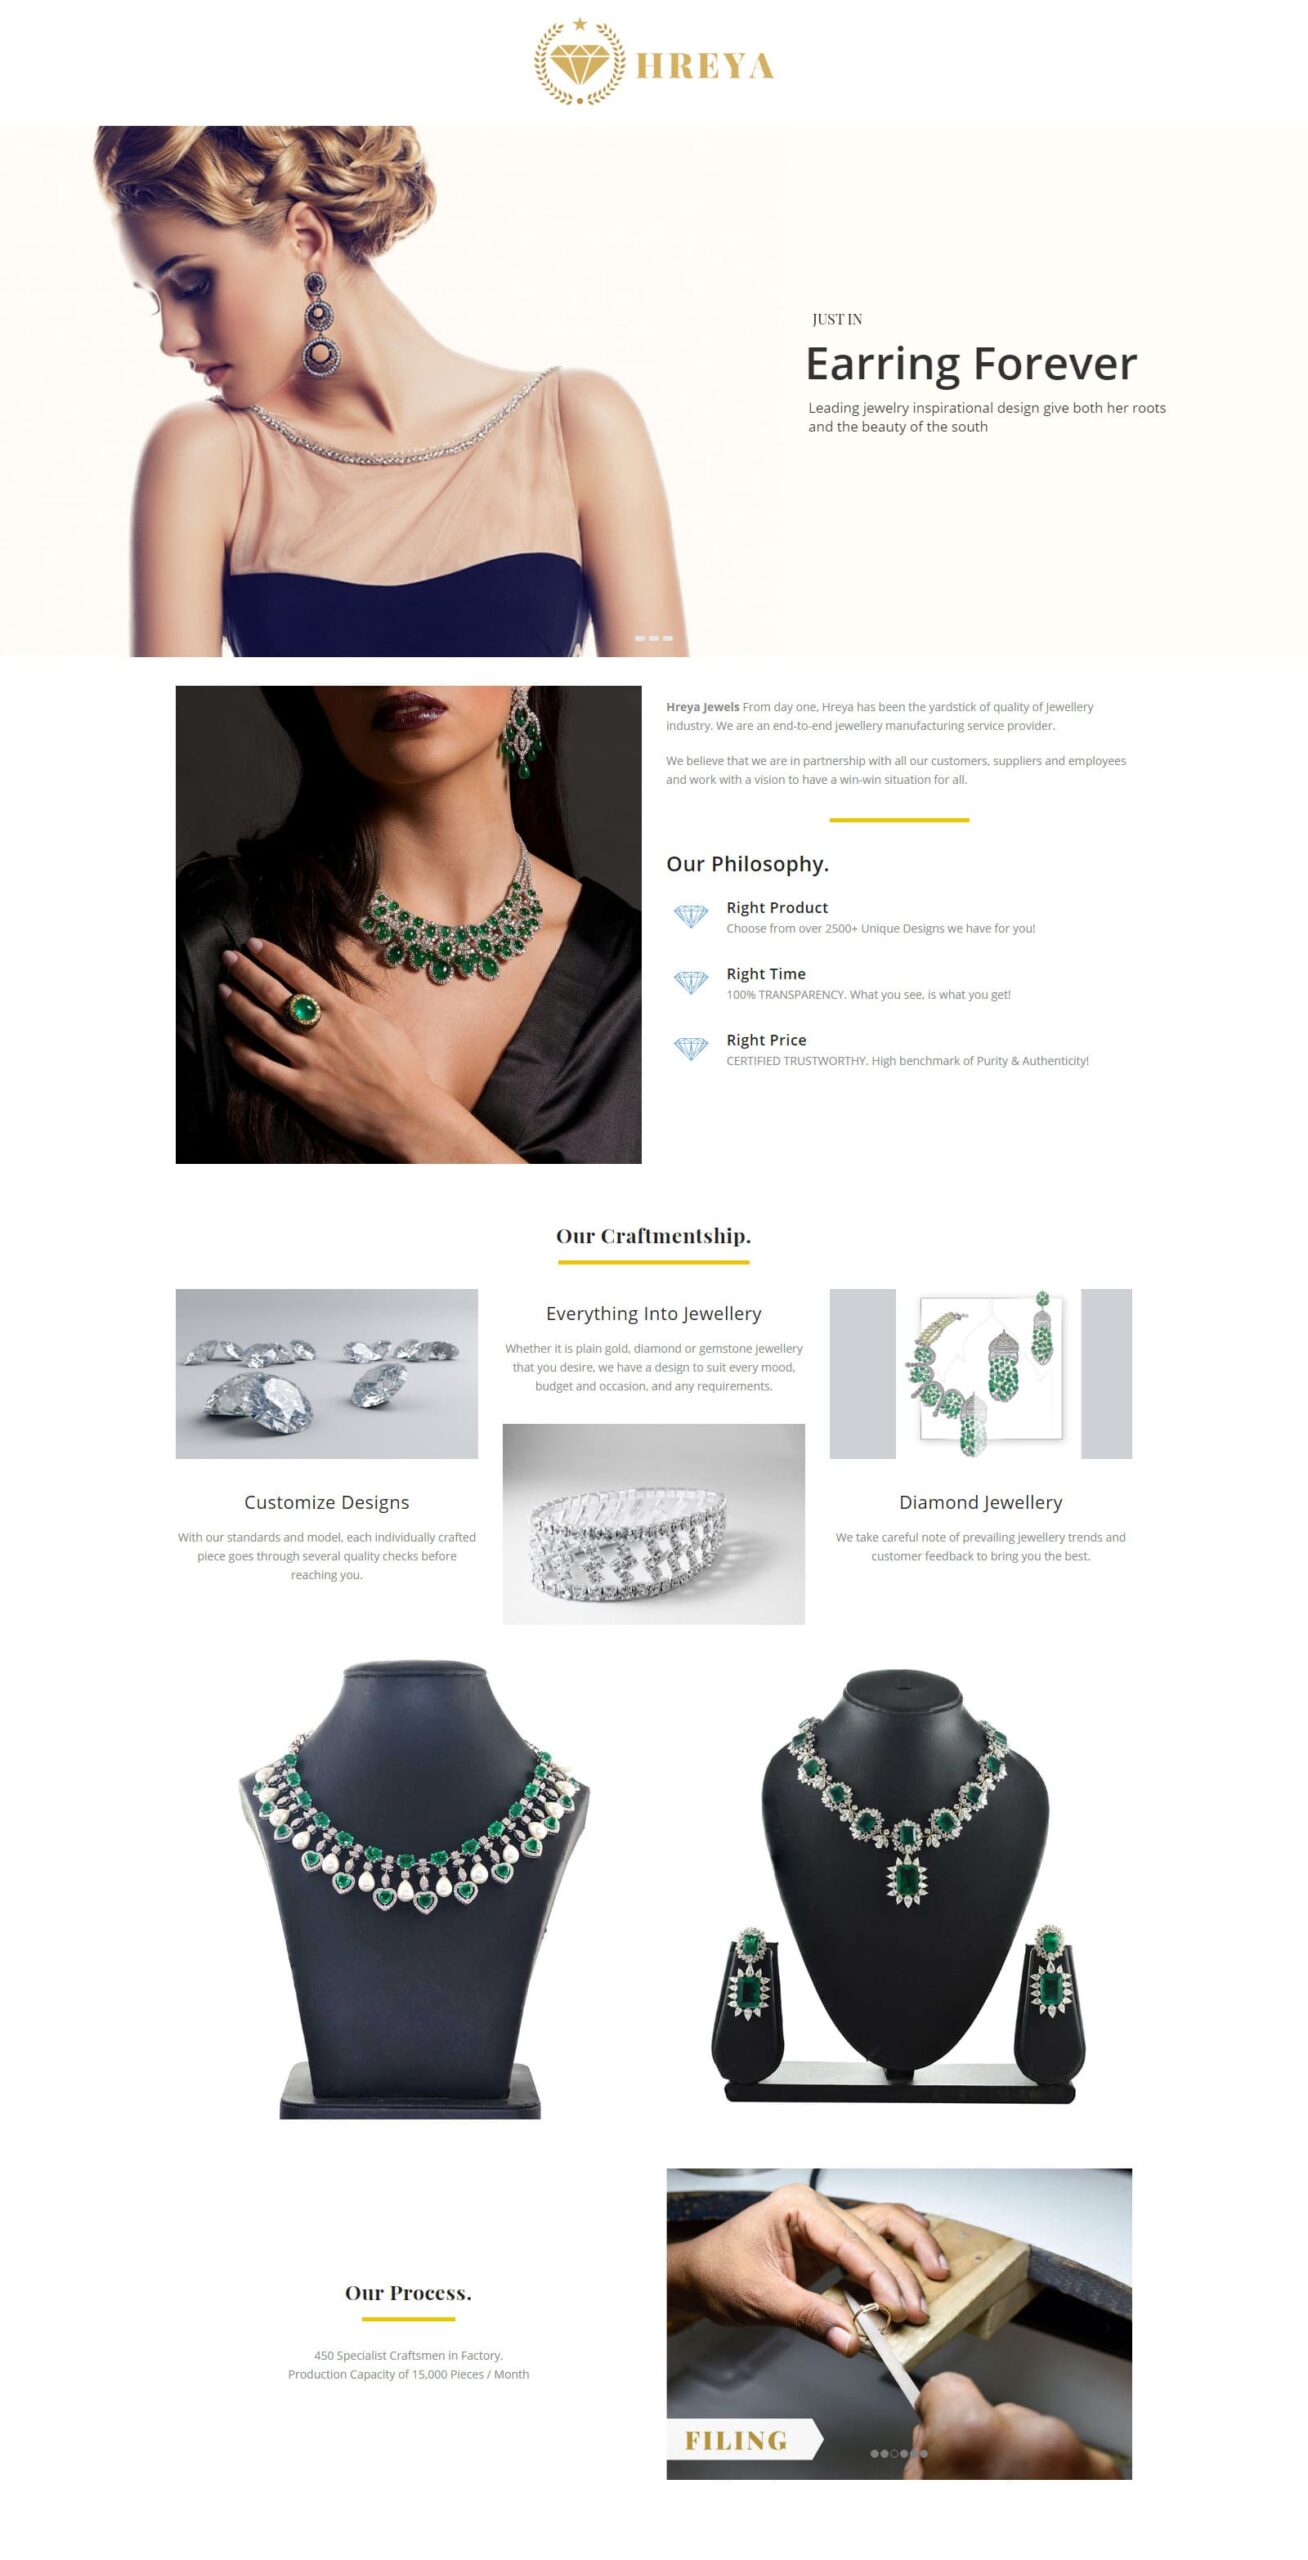 HREYA
JUST IN
Earring Forever
Leading jewelry inspirational design give both her roots
and the beauty of the south
Hreya Jewels From day one, Hreya has been the yardstick of quality of Jewellery
industry. We are an end-to-end jewellery manufacturing service provider.
We believe that we are in partnership with all our customers, suppliers and employees
and work with a vision to have a win-win situation for all.
Our Philosophy.
Right Product
Choose from over 2500+ Unique Designs we have for you!
Right Time
100% TRANSPARENCY. What you see, is what you get!
Right Price
CERTIFIED TRUSTWORTHY. High benchmark of Purity & Authenticity!
Our Craftmentship.
Customize Designs
With our standards and model, each individually crafted
piece goes through several quality checks before
reaching you.
Everything Into Jewellery
Whether it is plain gold, diamond or gemstone jewellery
that you desire, we have a design to suit every mood,
budget and occasion, and any requirements.
Diamond Jewellery
We take careful note of prevailing jewellery trends and
customer feedback to bring you the best.
Our Process.
450 Specialist Craftsmen in Factory.
Production Capacity of 15,000 Pieces / Month
FILING